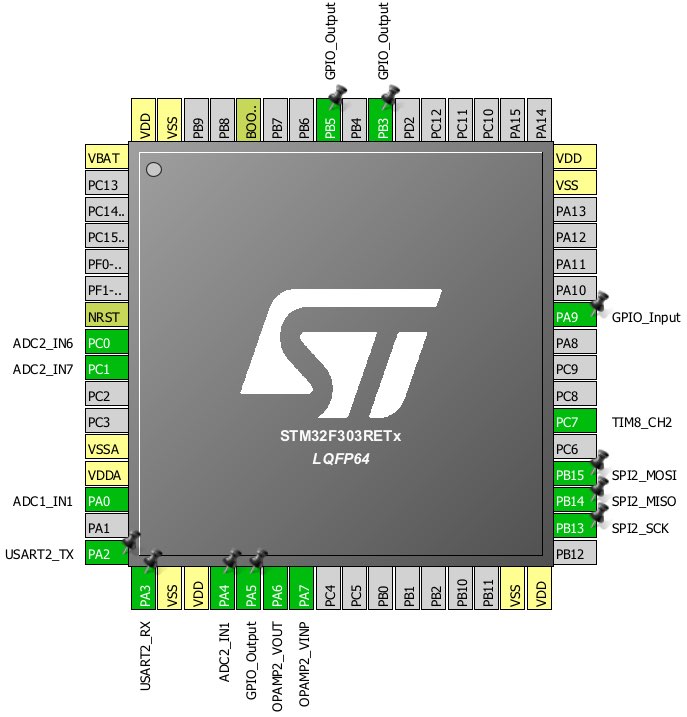 GPIO_Output
GPIO_Output
VDD
VSS
PB9
PB8
BOO..
PB7
PB6
PB5
PB4
PB3
PD2
PC12
PC11
PC10
PA15
PA14
VBAT
PC13
PC14..
PC15..
PF0-..
PF1-..
NRST
ADC2_IN6 PC0
ADC2_IN7 PC1
PC2
PC3
VSSA
VDDA
ADC1_IN1 PA0
PA1
USART2_TX PA2
VDD
VSS
PA13
PA12
PA11
PA10
PA9 GPIO_Input
PA8
PC9
PC8
PC7 TIM8_CH2
PC6
PB15 SPI2_MOSI
PB14 SPI2_MISO
PB13 SPI2_SCK
PB12
STM32F303RETx
LQFP64
PA3
VSS
VDD
PA4
PA5
PA6
PA7
PC4
PC5
PB0
PB1
PB2
PB10
PB11
VSS
VDD
USART2_RX
ADC2_IN1
GPIO_Output
OPAMP2_VOUT
OPAMP2_VINP